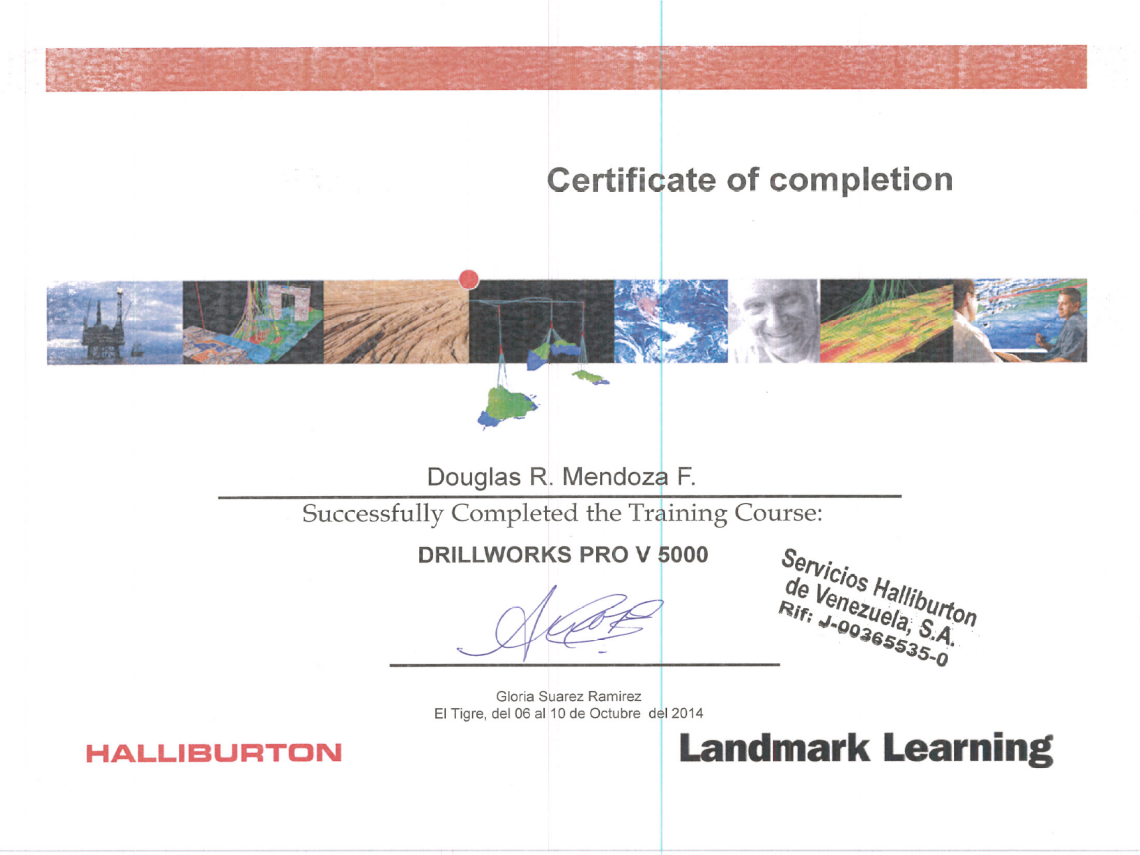 Certificate of completion
Douglas R. Mendoza F.
Successfully Completed the Training Course:
DRILLWORKS PRO V 5000
Servicios Halliburton
de Venezuela, S.A.
Rif: J-00365535-0
Gloria Suarez Ramirez
El Tigre, del 06 al 10 de Octubre del 2014
HALLIBURTON
Landmark Learning